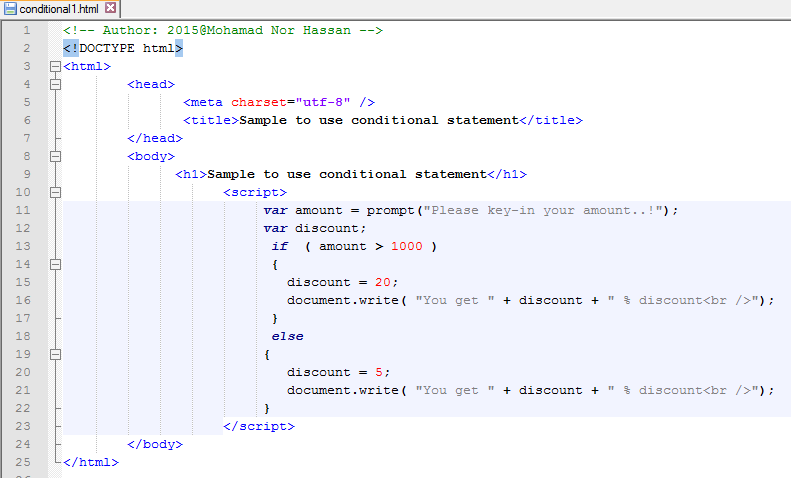 conditional1.html
1 <!-- Author: 2015@Mohamad Nor Hassan -->
2 <!DOCTYPE html>
3 <html>
4 <head>
5 <meta charset="utf-8" />
6 <title>Sample to use conditional statement</title>
7 </head>
8 <body>
9 <h1>Sample to use conditional statement</h1>
10 <script>
11 var amount = prompt("Please key-in your amount..!");
12 var discount;
13 if ( amount > 1000 )
14 {
15 discount = 20;
16 document.write( "You get " + discount + " % discount<br />");
17 }
18 else
19 {
20 discount = 5;
21 document.write( "You get " + discount + " % discount<br />");
22 }
23 </script>
24 </body>
25 </html>